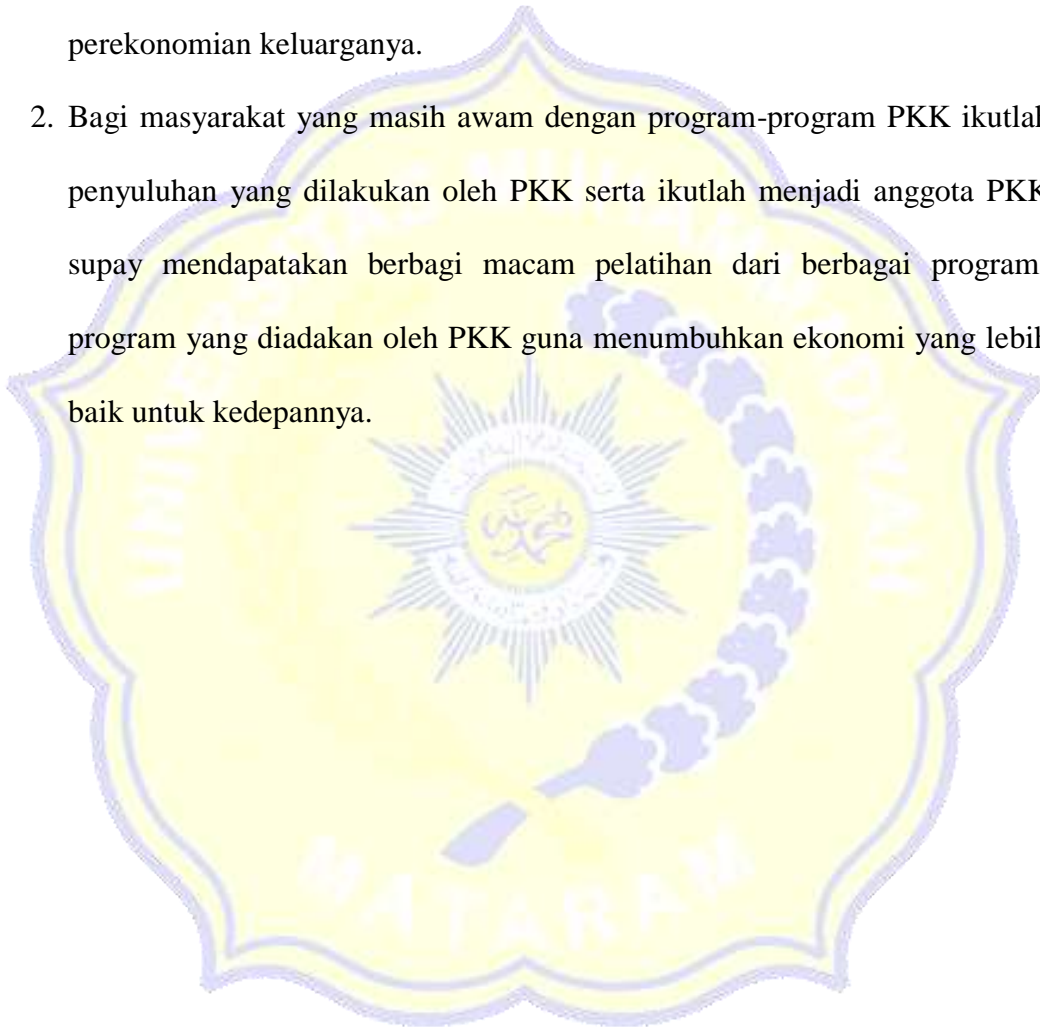 perekonomian keluarganya.
2. Bagi masyarakat yang masih awam dengan program-program PKK ikutlah
penyuluhan yang dilakukan oleh PKK serta ikutlah menjadi anggota PKK
supay mendapatakan berbagi macam pelatihan dari berbagai program-
program yang diadakan oleh PKK guna menumbuhkan ekonomi yang lebih
baik untuk kedepannya.
UNIVERSITAS MUHAMMADIYAH
MATARAM